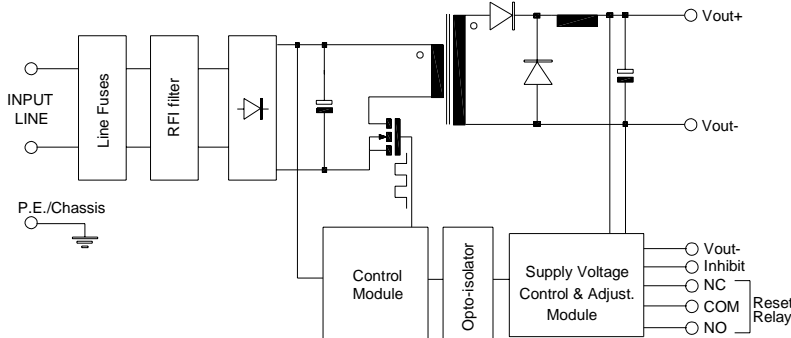 Vout+
Line Fuses
RFI filter
INPUT
LINE
Vout-
P.E./Chassis
Control
Module
Opto-isolator
Supply Voltage
Control & Adjust.
Module
Vout-
Inhibit
NC
COM
NO
Reset
Relay